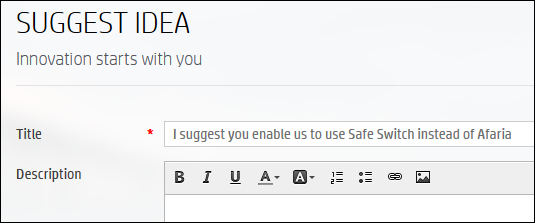 SUGGEST IDEA
Innovation starts with you
Title * I suggest you enable us to use Safe Switch instead of Afaria
Description B I U A A